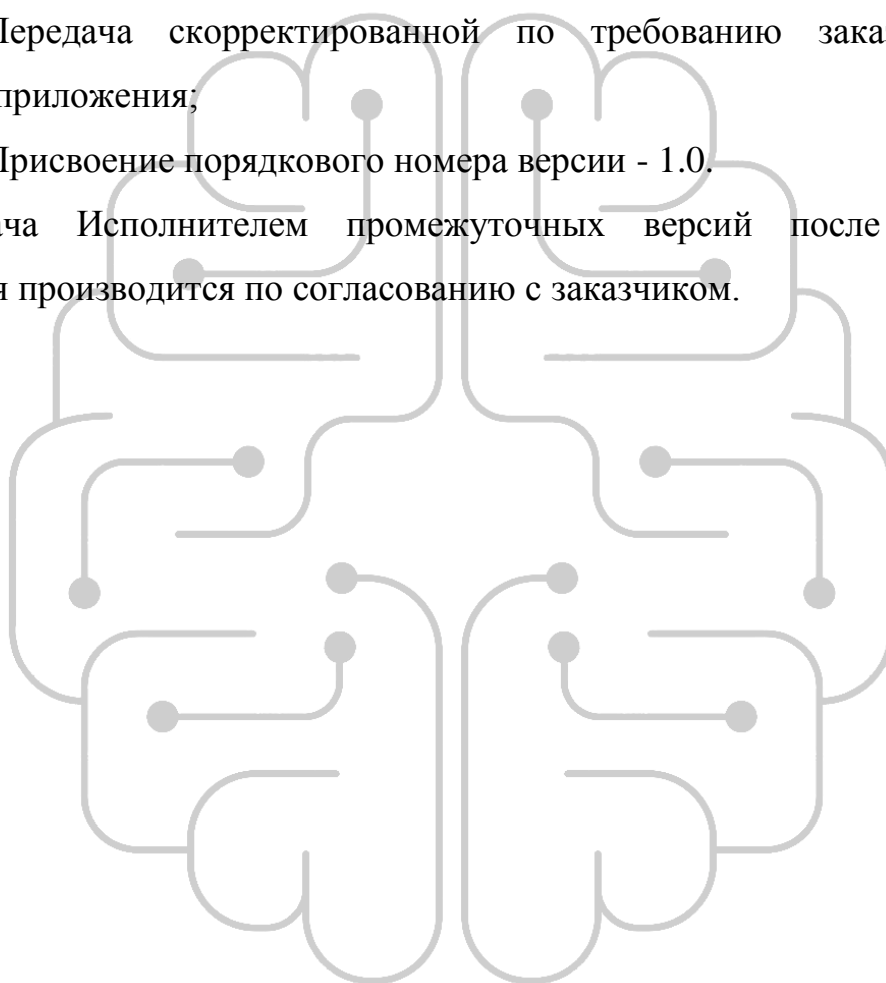 Передача скорректированной по требованию зака
приложения;
Присвоение порядкового номера версии - 1.0.
ача Исполнителем промежуточных версий после
я производится по согласованию с заказчиком.